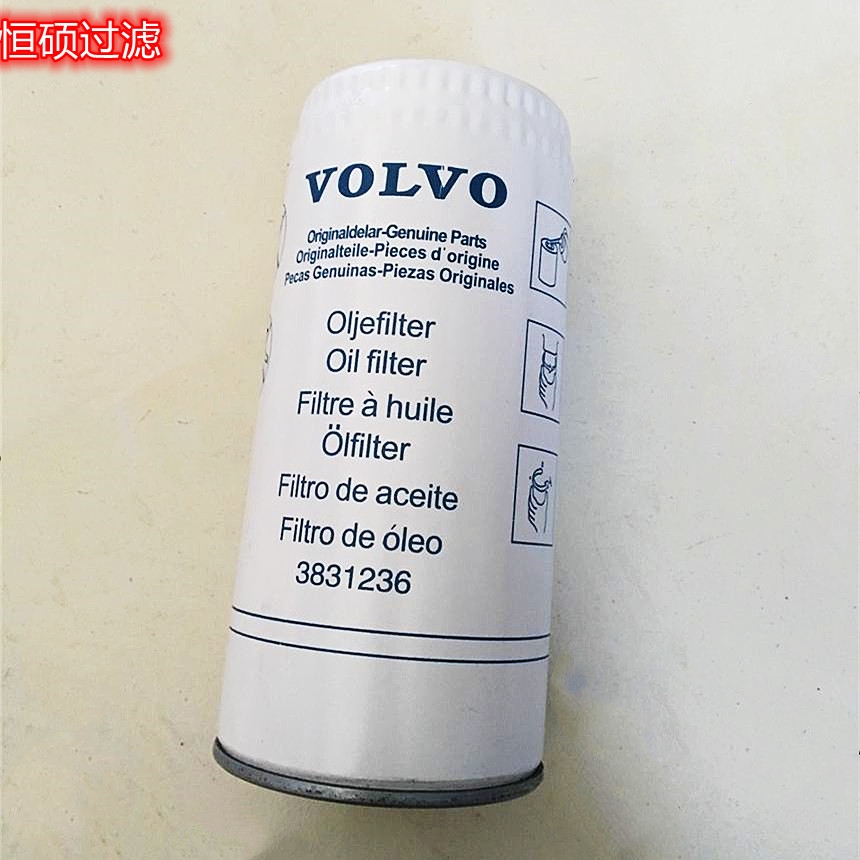 恒硕过滤
VOLVO
Originaldelar-Genuine Parts
Originalteile-Pieces d'origine
Pecas Genuinas-Piezas Originales
Oljefilter
Oil filter
Filtre à huile
Ölfilter
Filtro de aceite
Filtro de óleo
3831236